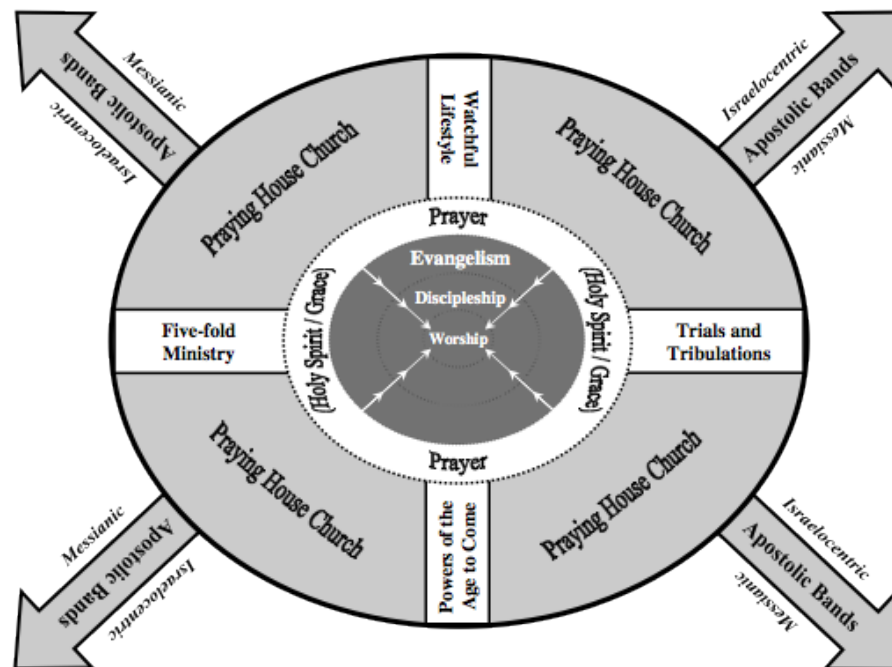 Messianic
Apostolic Bands
Israelocentric
Israelocentric
Apostolic Bands
Messianic
Watchful
Lifestyle
Praying House Church
Praying House Church
Prayer
Evangelism
Discipleship
Worship
(Holy Spirit / Grace)
(Holy Spirit / Grace)
Five-fold
Ministry
Trials and
Tribulations
Prayer
Praying House Church
Praying House Church
Powers of the
Age to Come
Messianic
Apostolic Bands
Israelocentric
Israelocentric
Apostolic Bands
Messianic